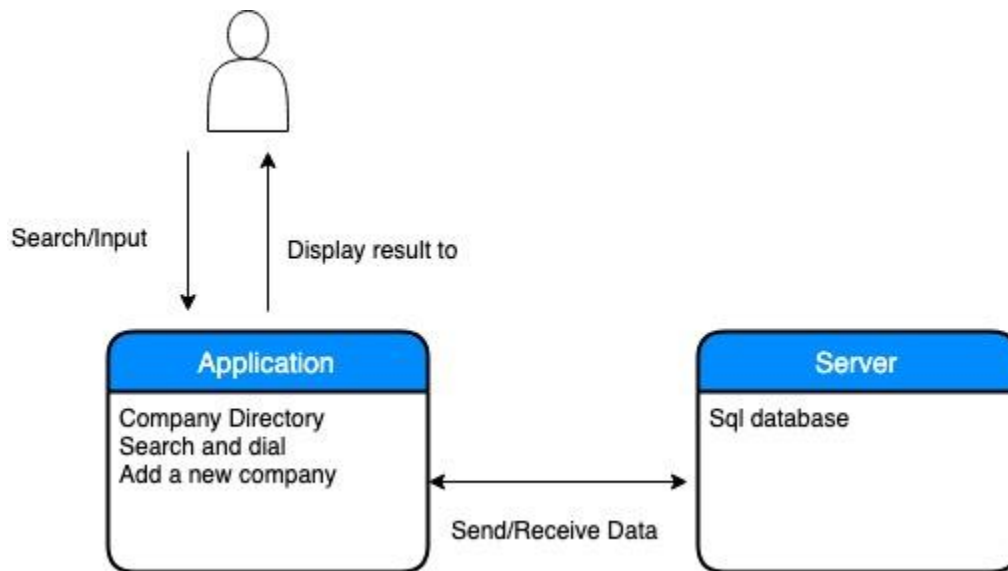 Search/Input
Display result to
Application
Company Directory
Search and dial
Add a new company
Server
Sql database
Send/Receive Data